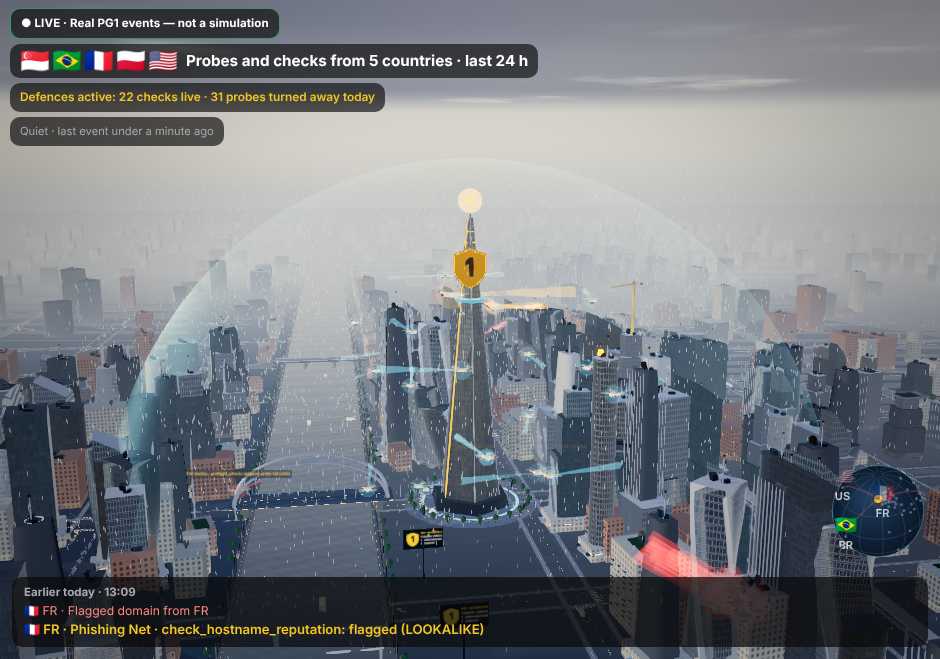 LIVE · Real PG1 events — not a simulation
Probes and checks from 5 countries · last 24 h
Defences active: 22 checks live · 31 probes turned away today
Quiet · last event under a minute ago
1
US
FR
BR
1
1
Earlier today · 13:09
FR · Flagged domain from FR
FR · Phishing Net · check_hostname_reputation: flagged (LOOKALIKE)